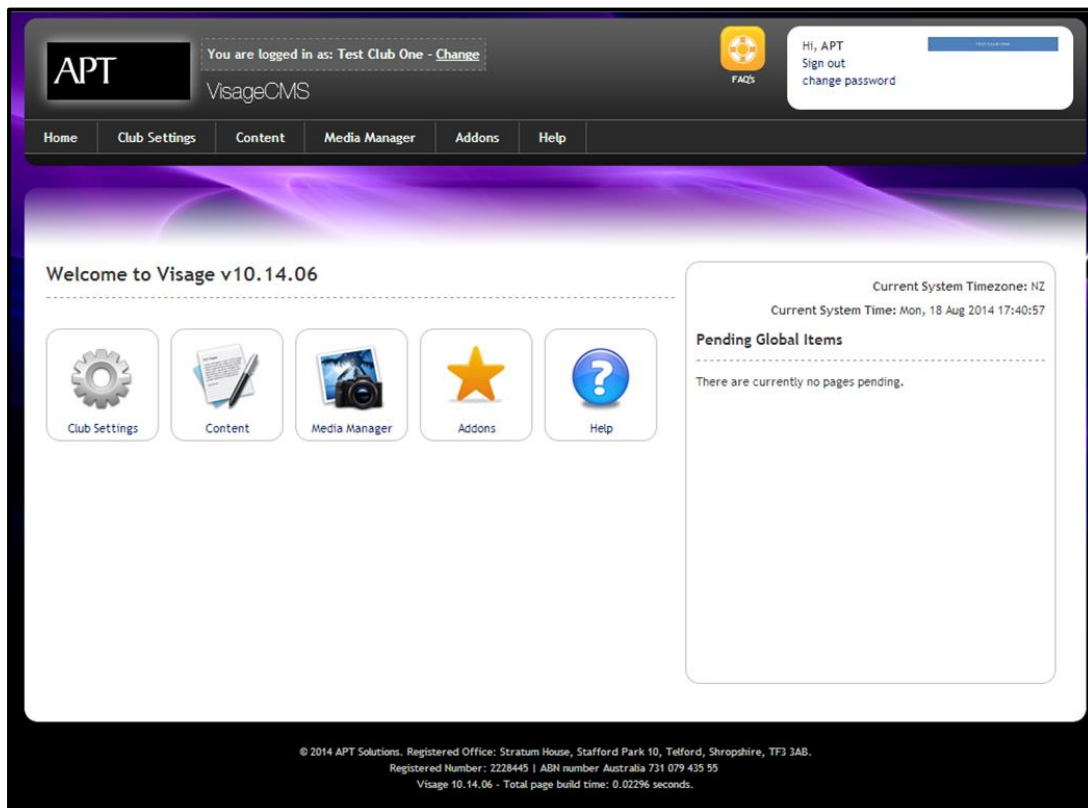 APT
You are logged in as: Test Club One - Change
VisageCMS
FAQ's
Hi, APT
Sign out
change password
TEST CLUB ONE
Home
Club Settings
Content
Media Manager
Addons
Help
Welcome to Visage v10.14.06
Club Settings
Content
Media Manager
Addons
Help
Current System Timezone: NZ
Current System Time: Mon, 18 Aug 2014 17:40:57
Pending Global Items
There are currently no pages pending.
© 2014 APT Solutions. Registered Office: Stratum House, Stafford Park 10, Telford, Shropshire, TF3 3AB.
Registered Number: 2228445 | ABN number Australia 731 079 435 55
Visage 10.14.06 - Total page build time: 0.02296 seconds.